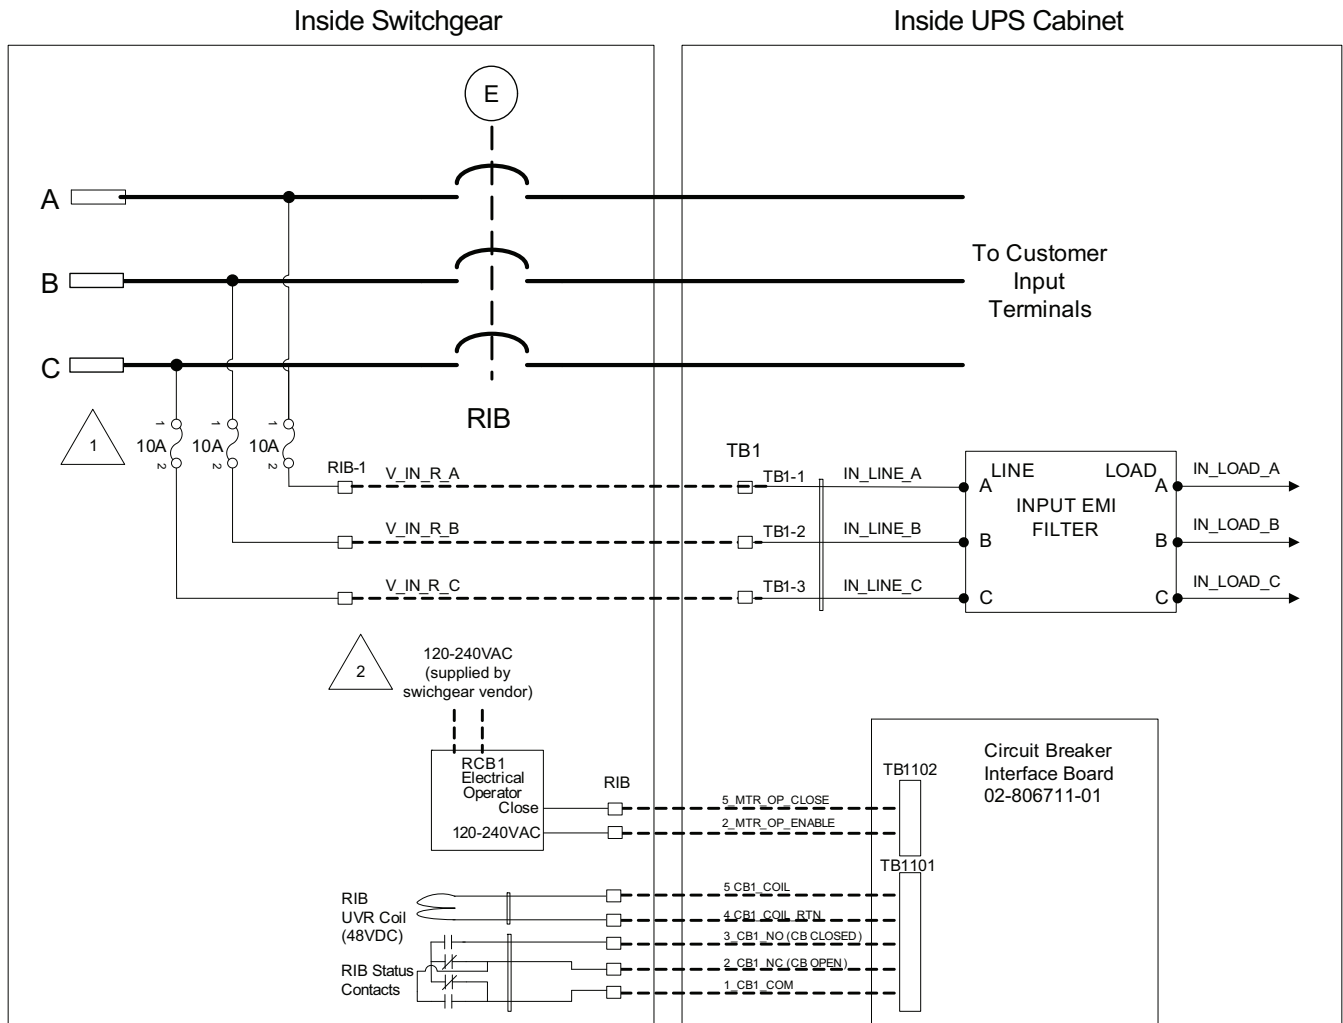 Inside Switchgear
Inside UPS Cabinet
E
A
B
C
To Customer
Input
Terminals
RIB
1
1
10A
2
1
10A
2
1
10A
2
RIB-1
V_IN_R_A
V_IN_R_B
V_IN_R_C
TB1
TB1-1
IN_LINE_A
TB1-2
IN_LINE_B
TB1-3
IN_LINE_C
LINE
LOAD
A
A
INPUT EMI
FILTER
B
B
C
C
IN_LOAD_A
IN_LOAD_B
IN_LOAD_C
2
120-240VAC
(supplied by
swichgear vendor)
RCB1
Electrical
Operator
Close
120-240VAC
RIB
5_MTR_OP_CLOSE
2_MTR_OP_ENABLE
TB1102
Circuit Breaker
Interface Board
02-806711-01
TB1101
RIB
UVR Coil
(48VDC)
5 CB1_COIL
4 CB1_COIL_RTN
3_CB1_NO (CB CLOSED)
2_CB1_NC (CB OPEN)
1_CB1_COM
RIB Status
Contacts